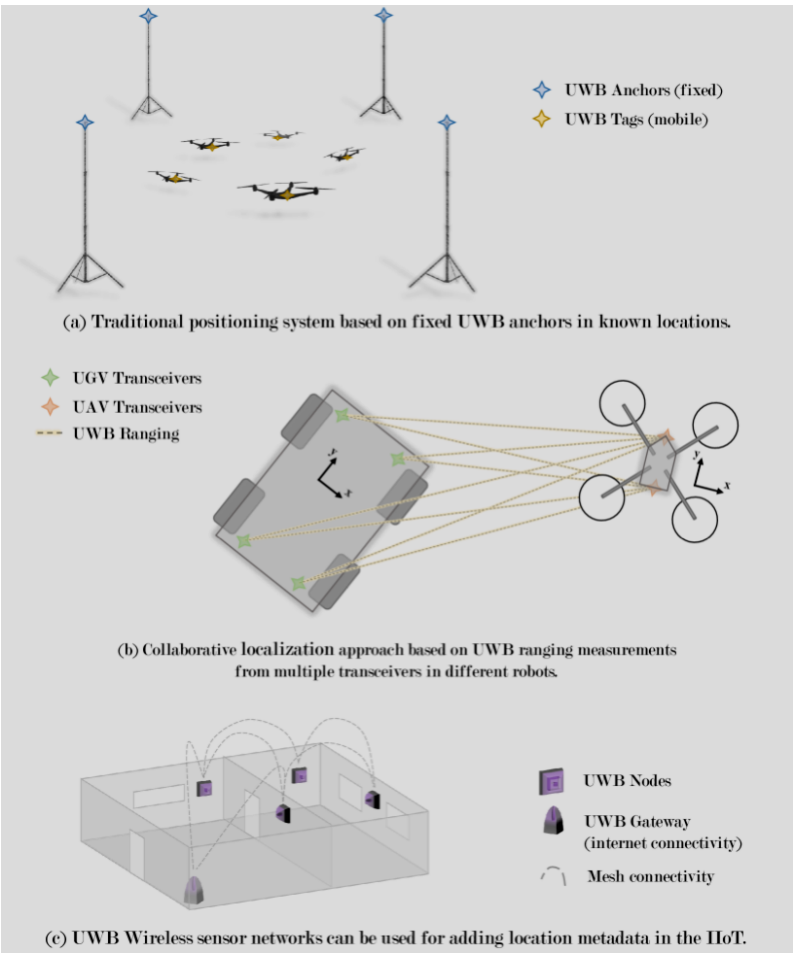 UWB Anchors (fixed)
UWB Tags (mobile)
(a) Traditional positioning system based on fixed UWB anchors in known locations.
UGV Transceivers
UAV Transceivers
UWB Ranging
y
x
y
x
(b) Collaborative localization approach based on UWB ranging measurements
from multiple transceivers in different robots.
UWB Nodes
UWB Gateway
(internet connectivity)
Mesh connectivity
(c) UWB Wireless sensor networks can be used for adding location metadata in the IIoT.